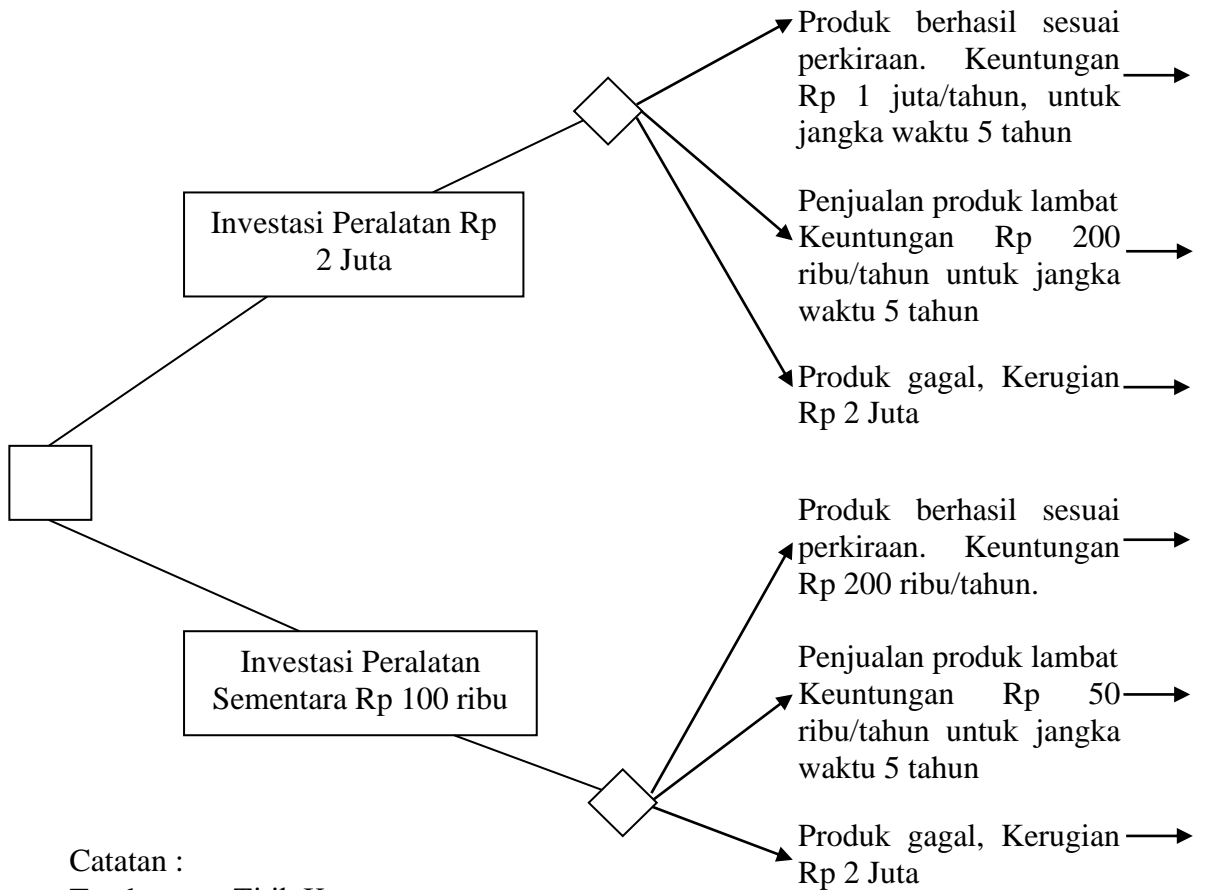 Produk berhasil sesuai
perkiraan. Keuntungan
Rp 1 juta/tahun, untuk
jangka waktu 5 tahun
Investasi Peralatan Rp
2 Juta
Penjualan produk lambat
Keuntungan Rp 200
ribu/tahun untuk jangka
waktu 5 tahun
Produk gagal, Kerugian
Rp 2 Juta
Produk berhasil sesuai
perkiraan. Keuntungan
Rp 200 ribu/tahun.
Investasi Peralatan
Sementara Rp 100 ribu
Penjualan produk lambat
Keuntungan Rp 50
ribu/tahun untuk jangka
waktu 5 tahun
Produk gagal, Kerugian
Rp 2 Juta
Catatan :